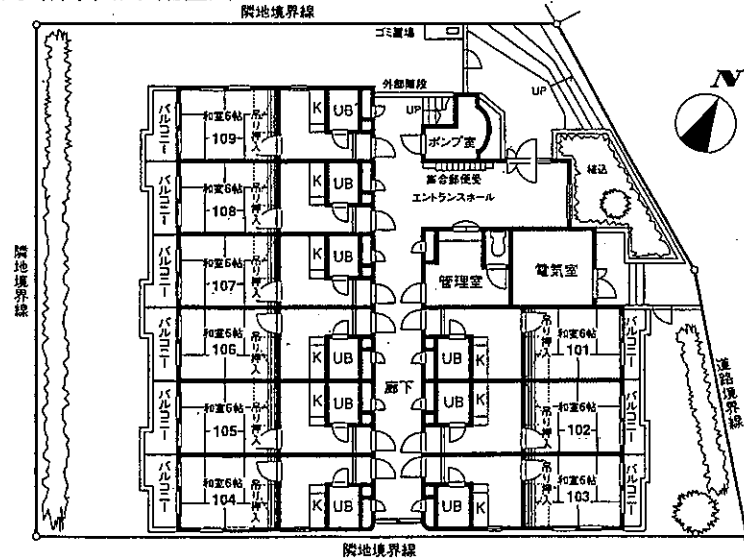 隣地境界線
ゴミ置場
N
外部階段
UP
UP
ポンプ室
集合郵便受
エントランスホール
植込
管理室
電気室
廊下
隣地境界線
道路境界線
隣地境界線
バルコニー
和室6帖
109
吊り押入
K
UB
バルコニー
和室6帖
108
吊り押入
K
UB
バルコニー
和室6帖
107
吊り押入
K
UB
バルコニー
和室6帖
106
吊り押入
K
UB
バルコニー
和室6帖
105
吊り押入
K
UB
バルコニー
和室6帖
104
吊り押入
K
UB
UB
K
吊り押入
和室6帖
101
バルコニー
UB
K
吊り押入
和室6帖
102
バルコニー
UB
K
吊り押入
和室6帖
103
バルコニー